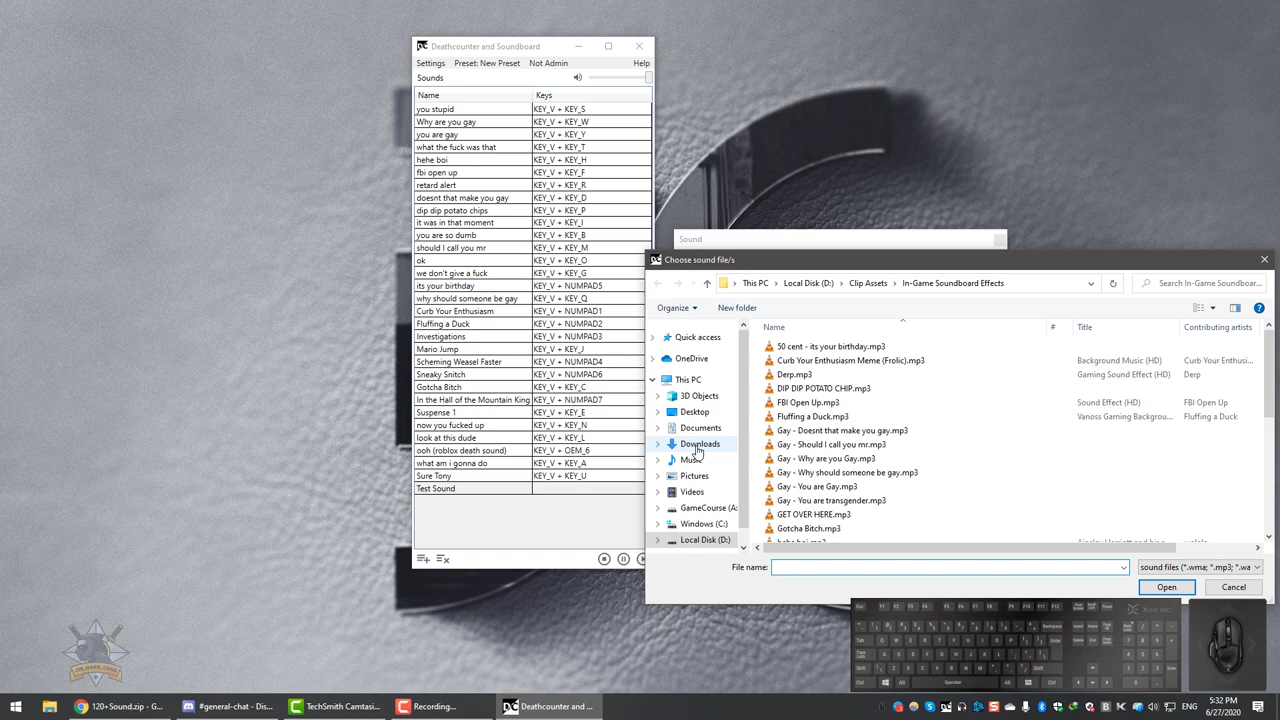 Deathcounter and Soundboard
Settings Preset: New Preset Not Admin Help
Sounds
Name Keys
you stupid KEY_V + KEY_S
Why are you gay KEY_V + KEY_W
you are gay KEY_V + KEY_Y
what the fuck was that KEY_V + KEY_T
hehe boi KEY_V + KEY_H
fbi open up KEY_V + KEY_F
retard alert KEY_V + KEY_R
doesnt that make you gay KEY_V + KEY_D
dip dip potato chips KEY_V + KEY_P
it was in that moment KEY_V + KEY_I
you are so dumb KEY_V + KEY_B
should I call you mr KEY_V + KEY_M
ok KEY_V + KEY_O
we don't give a fuck KEY_V + KEY_G
its your birthday KEY_V + NUMPAD5
why should someone be gay KEY_V + KEY_Q
Curb Your Enthusiasm KEY_V + NUMPAD1
Fluffing a Duck KEY_V + NUMPAD2
Investigations KEY_V + NUMPAD3
Mario Jump KEY_V + KEY_J
Scheming Weasel Faster KEY_V + NUMPAD4
Sneaky Snitch KEY_V + NUMPAD6
Gotcha Bitch KEY_V + KEY_C
In the Hall of the Mountain King KEY_V + NUMPAD7
Suspense 1 KEY_V + KEY_E
now you fucked up KEY_V + KEY_N
look at this dude KEY_V + KEY_L
ooh (roblox death sound) KEY_V + OEM_6
what am i gonna do KEY_V + KEY_A
Sure Tony KEY_V + KEY_U
Test Sound
Sound
Choose sound file/s
This PC Local Disk (D:) Clip Assets In-Game Soundboard Effects
Search In-Game Soundboar...
Organize New folder
Name # Title Contributing artists
Quick access
OneDrive
This PC
3D Objects
Desktop
Documents
Downloads
Music
Pictures
Videos
GameCourse (A:
Windows (C:)
Local Disk (D:)
50 cent - its your birthday.mp3
Curb Your Enthusiasm Meme (Frolic).mp3 Background Music (HD) Curb Your Enthusi...
Derp.mp3 Gaming Sound Effect (HD) Derp
DIP DIP POTATO CHIP.mp3
FBI Open Up.mp3 Sound Effect (HD) FBI Open Up
Fluffing a Duck.mp3 Vanoss Gaming Backgrou... Fluffing a Duck
Gay - Doesnt that make you gay.mp3
Gay - Should I call you mr.mp3
Gay - Why are you Gay.mp3
Gay - Why should someone be gay.mp3
Gay - You are Gay.mp3
Gay - You are transgender.mp3
GET OVER HERE.mp3
Gotcha Bitch.mp3
File name: sound files (*.wma; *.mp3; *.wa
Open Cancel
120+Sound.zip - G... #general-chat - Dis... TechSmith Camtasi... Recording... Deathcounter and ...
5:32 PM
6/27/2020